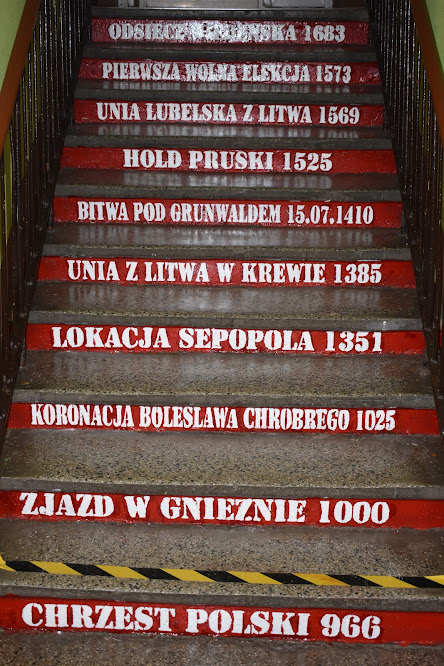 ODSIECZ WIEDENSKA 1683
PIERWSZA WOLNA ELEKCJA 1573
UNIA LUBELSKA Z LITWA 1569
HOLD PRUSKI 1525
BITWA POD GRUNWALDEM 15.07.1410
UNIA Z LITWA W KREWIE 1385
LOKACJA SEPOPOLA 1351
KORONACJA BOLESLAWA CHROBREGO 1025
ZJAZD W GNIEZNIE 1000
CHRZEST POLSKI 966